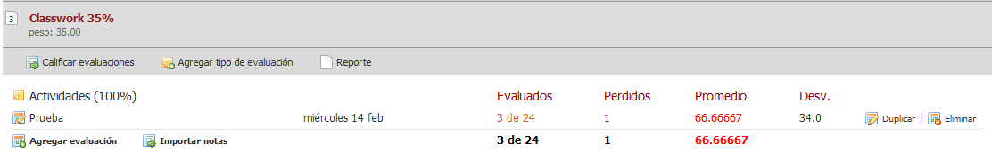 3 Classwork 35%
peso: 35.00
Calificar evaluaciones Agregar tipo de evaluación Reporte
Actividades (100%) Evaluados Perdidos Promedio Desv.
Prueba miércoles 14 feb 3 de 24 1 66.66667 34.0 Duplicar | Eliminar
Agregar evaluación Importar notas 3 de 24 1 66.66667